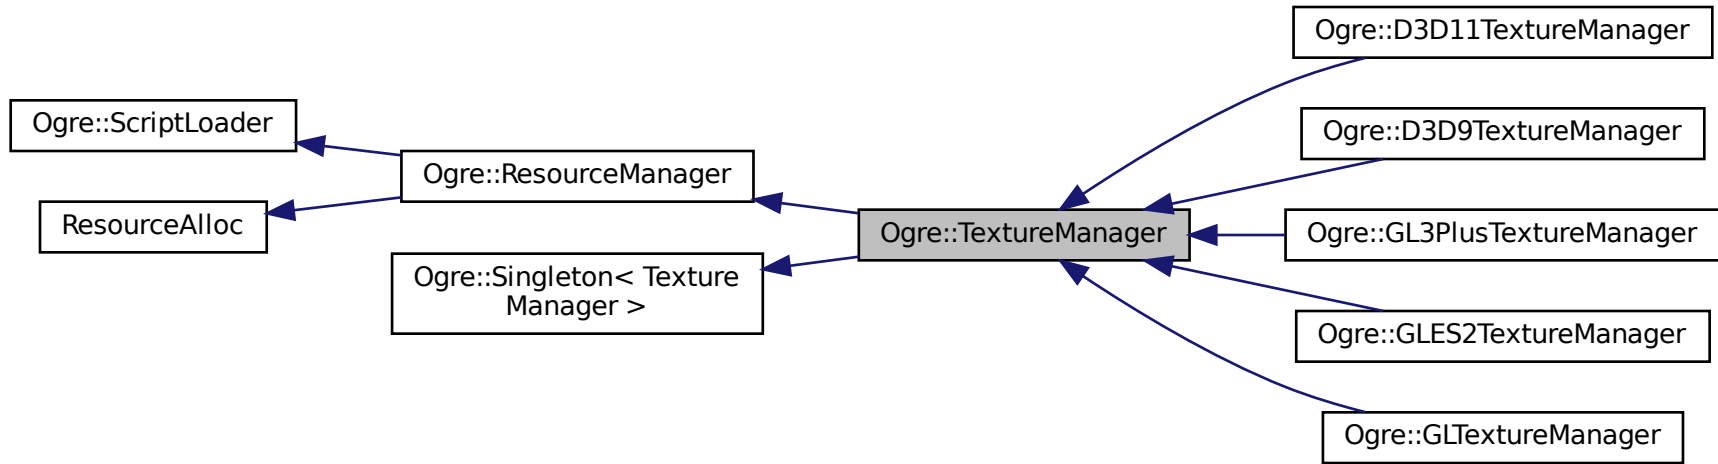 Ogre::ScriptLoader
ResourceAlloc
Ogre::ResourceManager
Ogre::Singleton< Texture
Manager >
Ogre::TextureManager
Ogre::D3D11TextureManager
Ogre::D3D9TextureManager
Ogre::GL3PlusTextureManager
Ogre::GLES2TextureManager
Ogre::GLTextureManager